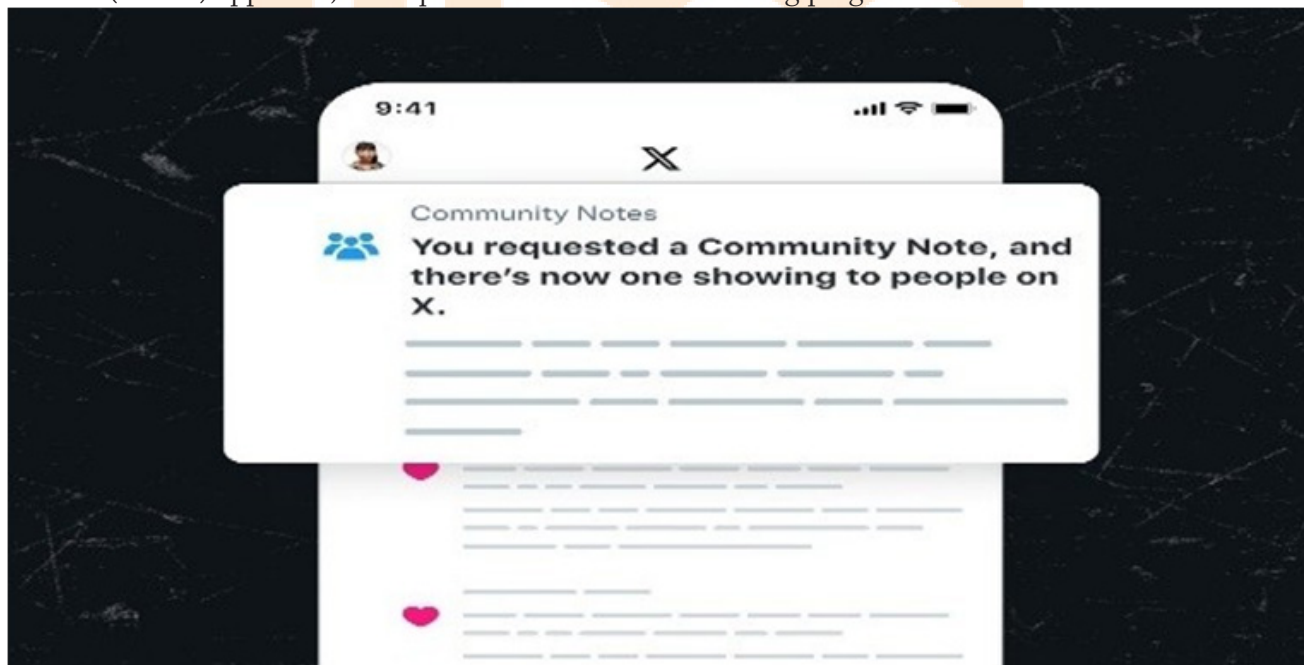 9:41
X
Community Notes
You requested a Community Note, and
there's now one showing to people on
X.